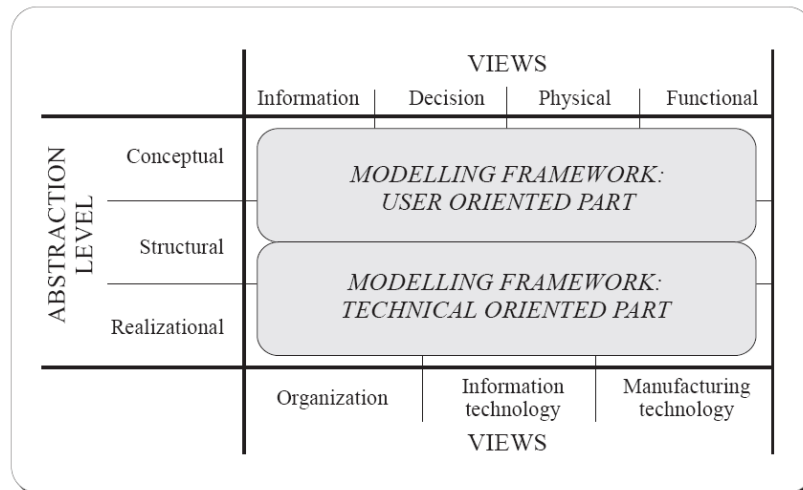 VIEWS
Information Decision Physical Functional
ABSTRACTION
LEVEL
Conceptual
Structural
Realizational
MODELLING FRAMEWORK:
USER ORIENTED PART
MODELLING FRAMEWORK:
TECHNICAL ORIENTED PART
Organization
Information
technology
Manufacturing
technology
VIEWS